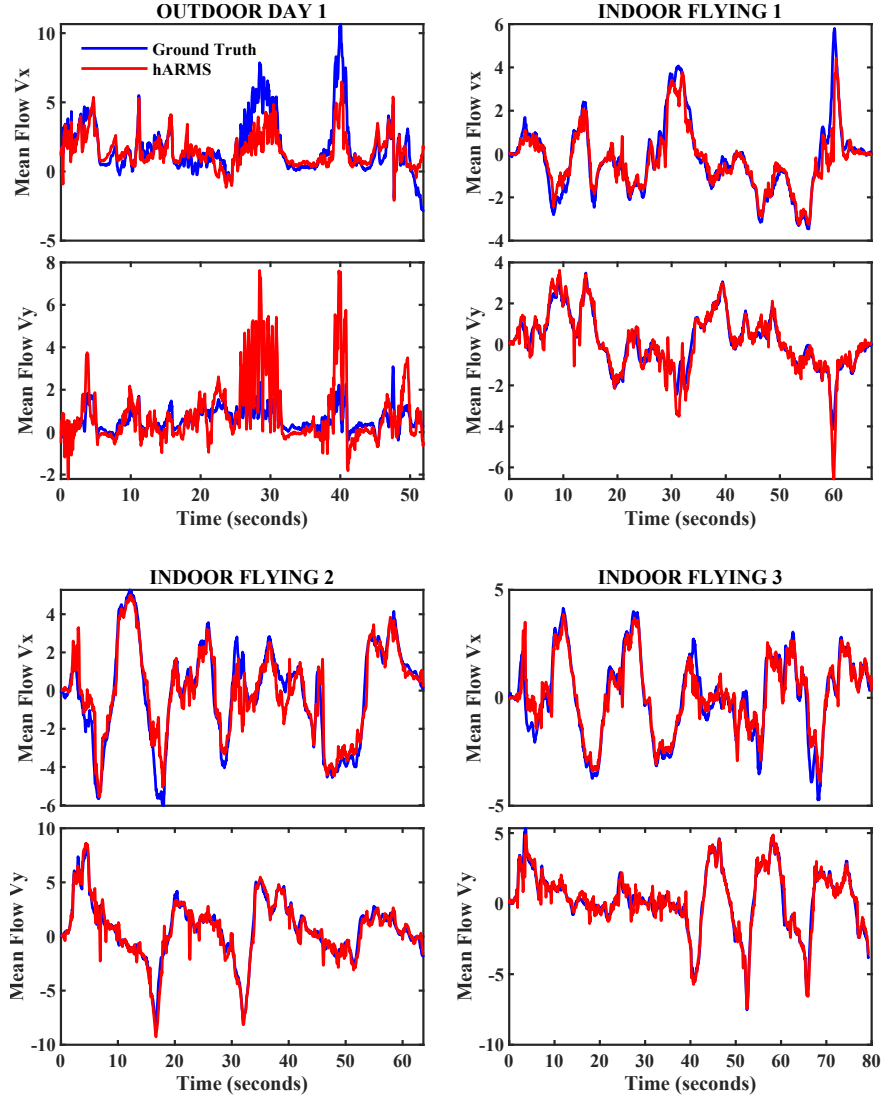 OUTDOOR DAY 1
10
5
0
-5
Mean Flow Vx
Ground Truth
hARMS
8
6
4
2
0
-2
Mean Flow Vy
0 10 20 30 40 50
Time (seconds)
INDOOR FLYING 1
6
4
2
0
-2
-4
Mean Flow vx
4
2
0
-2
-4
-6
Mean Flow Vy
0 10 20 30 40 50 60
Time (seconds)
INDOOR FLYING 2
4
2
0
-2
-4
-6
Mean Flow Vx
10
5
0
-5
-10
Mean Flow Vy
0 10 20 30 40 50 60
Time (seconds)
INDOOR FLYING 3
5
0
-5
Mean Flow Vx
5
0
-5
-10
Mean Flow Vy
0 10 20 30 40 50 60 70 80
Time (seconds)